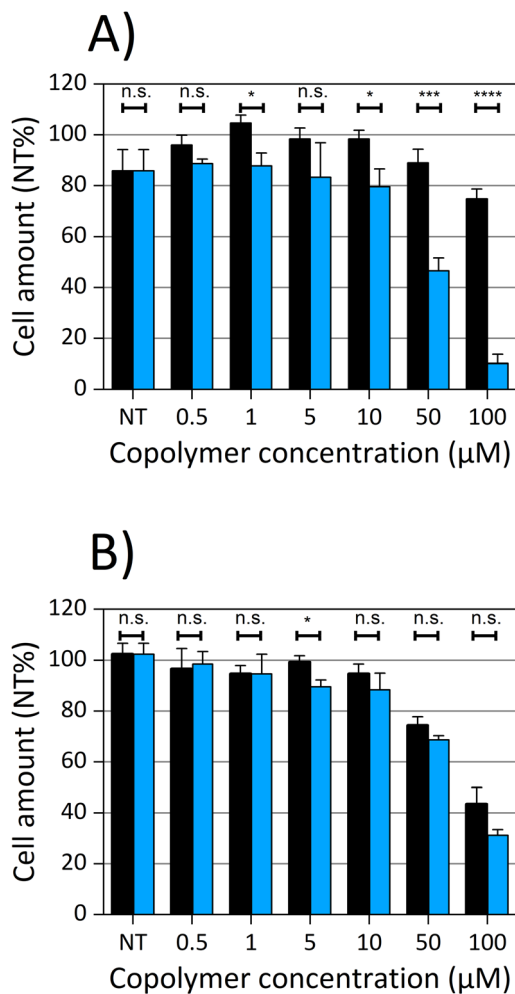 A)
n.s. n.s. * n.s. * *** ****
120
100
80
60
40
20
0
Cell amount (NT%)
NT 0.5 1 5 10 50 100
Copolymer concentration (µM)
B)
n.s. n.s. n.s. * n.s. n.s. n.s.
120
100
80
60
40
20
0
Cell amount (NT%)
NT 0.5 1 5 10 50 100
Copolymer concentration (µM)